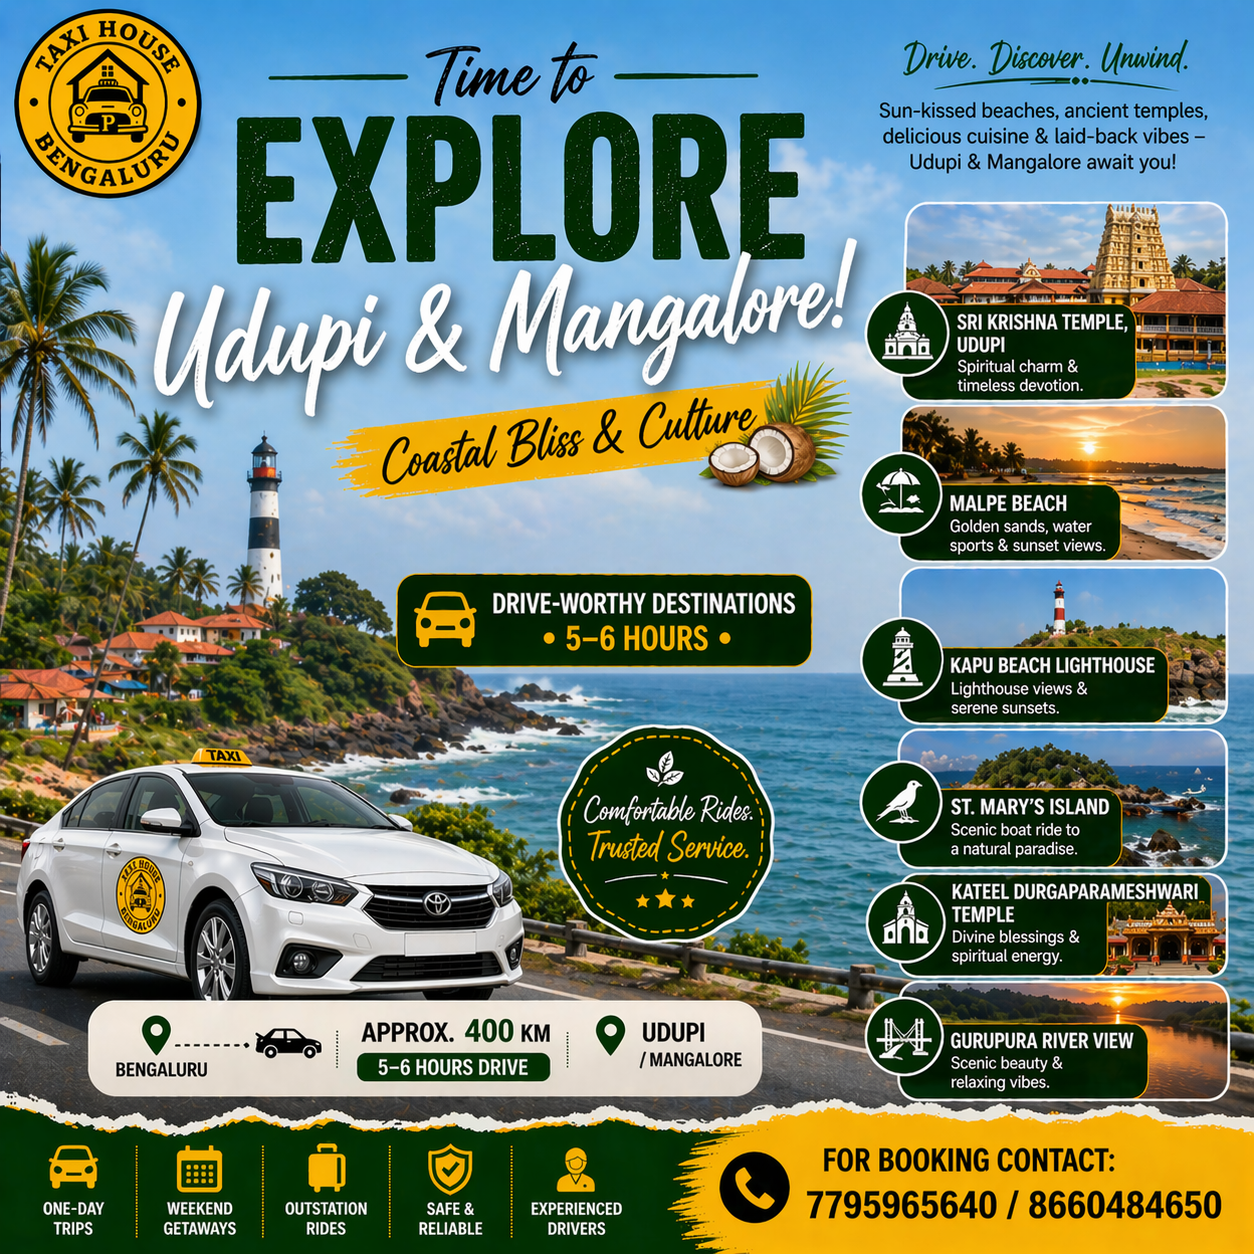 TAXI HOUSE
P
BENGALURU
Time to
EXPLORE
Udupi & Mangalore!
Coastal Bliss & Culture
Drive. Discover. Unwind.
Sun-kissed beaches, ancient temples,
delicious cuisine & laid-back vibes –
Udupi & Mangalore await you!
SRI KRISHNA TEMPLE,
UDUPI
Spiritual charm &
timeless devotion.
MALPE BEACH
Golden sands, water
sports & sunset views.
DRIVE-WORTHY DESTINATIONS
• 5–6 HOURS •
KAPU BEACH LIGHTHOUSE
Lighthouse views &
serene sunsets.
ST. MARY'S ISLAND
Scenic boat ride to
a natural paradise.
KATEEL DURGAPARAMESHWARI
TEMPLE
Divine blessings &
spiritual energy.
GURUPURA RIVER VIEW
Scenic beauty &
relaxing vibes.
Comfortable Rides.
Trusted Service.
TAXI
TAXI HOUSE
BENGALURU
BENGALURU
APPROX. 400 KM
5–6 HOURS DRIVE
UDUPI
/ MANGALORE
ONE-DAY
TRIPS
WEEKEND
GETAWAYS
OUTSTATION
RIDES
SAFE &
RELIABLE
EXPERIENCED
DRIVERS
FOR BOOKING CONTACT:
7795965640 / 8660484650